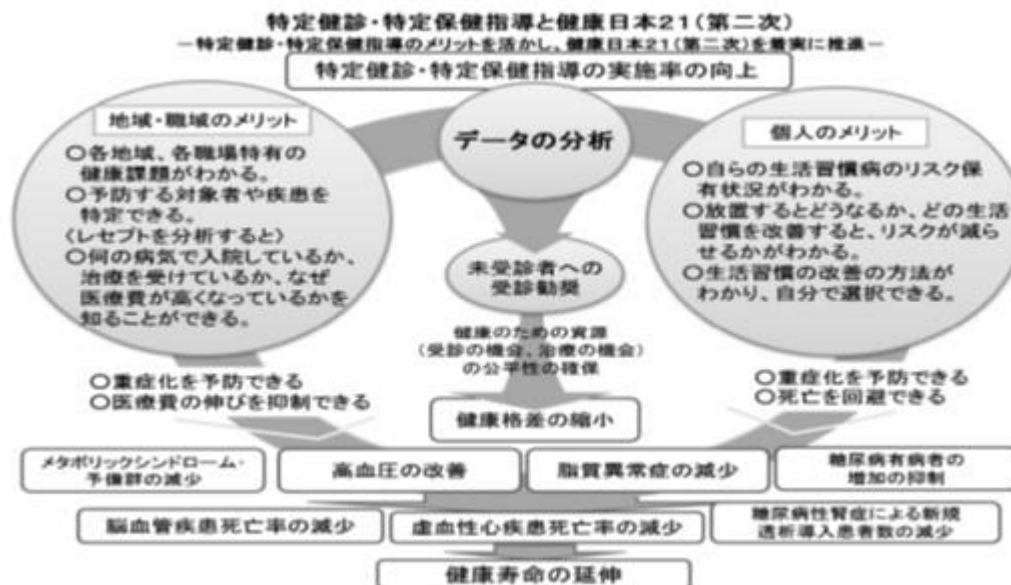 特定健診・特定保健指導と健康日本21(第二次)
－特定健診・特定保健指導のメリットを活かし、健康日本21(第二次)を着実に推進－
特定健診・特定保健指導の実施率の向上
地域・職域のメリット
○各地域、各職場特有の
健康課題がわかる。
○予防する対象者や疾患を
特定できる。
〈レセプトを分析すると〉
○何の病気で入院しているか、
治療を受けているか、なぜ
医療費が高くなっているかを
知ることができる。
データの分析
個人のメリット
○自らの生活習慣病のリスク保
有状況がわかる。
○放置するとどうなるか、どの生活
習慣を改善すると、リスクが減ら
せるかがわかる。
○生活習慣の改善の方法が
わかり、自分で選択できる。
未受診者への
受診勧奨
健康のための資源
(受診の機会、治療の機会)
の公平性の確保
○重症化を予防できる
○医療費の伸びを抑制できる
○重症化を予防できる
○死亡を回避できる
健康格差の縮小
メタボリックシンドローム・
予備群の減少
高血圧の改善
脂質異常症の減少
糖尿病有病者の
増加の抑制
脳血管疾患死亡率の減少
虚血性心疾患死亡率の減少
糖尿病性腎症による新規
透析導入患者数の減少
健康寿命の延伸